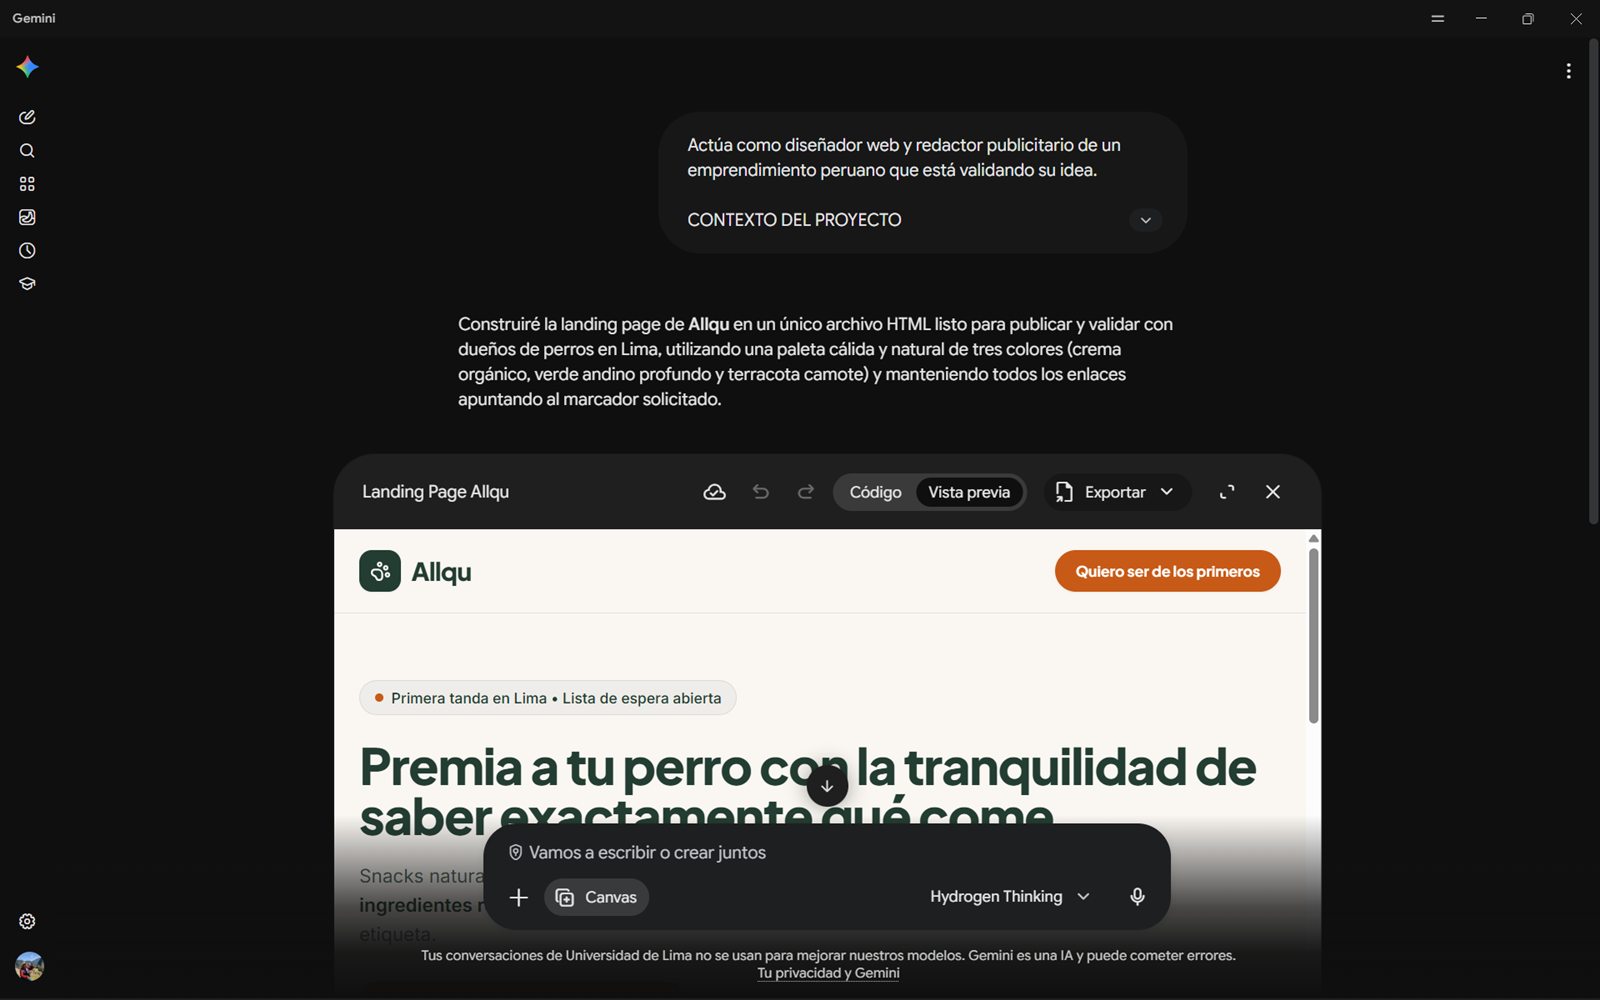 Gemini
Actúa como diseñador web y redactor publicitario de un
emprendimiento peruano que está validando su idea.
CONTEXTO DEL PROYECTO
Construiré la landing page de Allqu en un único archivo HTML listo para publicar y validar con
dueños de perros en Lima, utilizando una paleta cálida y natural de tres colores (crema
orgánico, verde andino profundo y terracota camote) y manteniendo todos los enlaces
apuntando al marcador solicitado.
Landing Page Allqu
Código
Vista previa
Exportar
Allqu
Quiero ser de los primeros
Primera tanda en Lima • Lista de espera abierta
Premia a tu perro con la tranquilidad de
saber exactamente qué come
Snacks natura
ingredientes r
etiqueta.
Vamos a escribir o crear juntos
Canvas
Hydrogen Thinking
Tus conversaciones de Universidad de Lima no se usan para mejorar nuestros modelos. Gemini es una IA y puede cometer errores.
Tu privacidad y Gemini